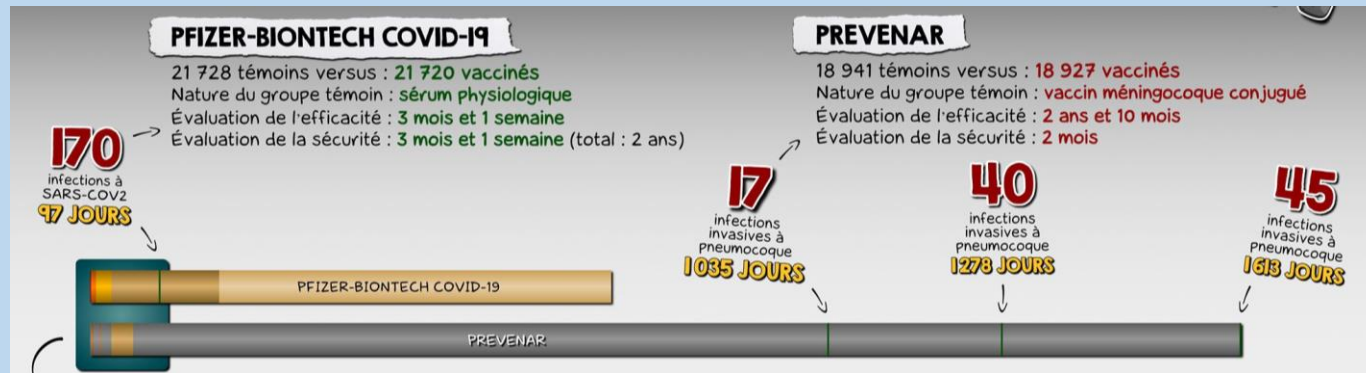 PFIZER-BIONTECH COVID-19
21 728 témoins versus : 21 720 vaccinés
Nature du groupe témoin : sérum physiologique
Évaluation de l'efficacité : 3 mois et 1 semaine
Évaluation de la sécurité : 3 mois et 1 semaine (total : 2 ans)
PREVENAR
18 941 témoins versus : 18 927 vaccinés
Nature du groupe témoin : vaccin méningocoque conjugué
Évaluation de l'efficacité : 2 ans et 10 mois
Évaluation de la sécurité : 2 mois
170
infections à
SARS-COV2
97 JOURS
17
infections
invasives à
pneumocoque
1035 JOURS
40
infections
invasives à
pneumocoque
1278 JOURS
45
infections
invasives à
pneumocoque
1613 JOURS
PFIZER-BIONTECH COVID-19
PREVENAR